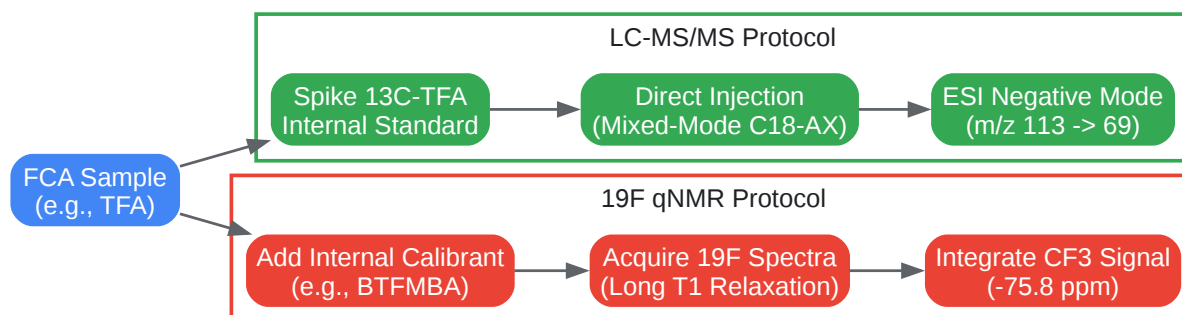 LC-MS/MS Protocol
Spike 13C-TFA
Internal Standard
Direct Injection
(Mixed-Mode C18-AX)
ESI Negative Mode
(m/z 113 -> 69)
FCA Sample
(e.g., TFA)
19F qNMR Protocol
Add Internal Calibrant
(e.g., BTFMBA)
Acquire 19F Spectra
(Long T1 Relaxation)
Integrate CF3 Signal
(-75.8 ppm)